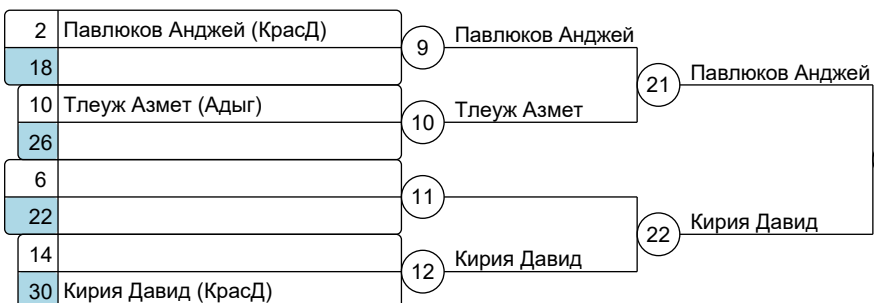 2 Павлюков Анджей (КрасД)
9 Павлюков Анджей
18
21 Павлюков Анджей
10 Тлеуж Азмет (Адыг)
10 Тлеуж Азмет
26
6
11
22
22 Кирия Давид
14
12 Кирия Давид
30 Кирия Давид (КрасД)